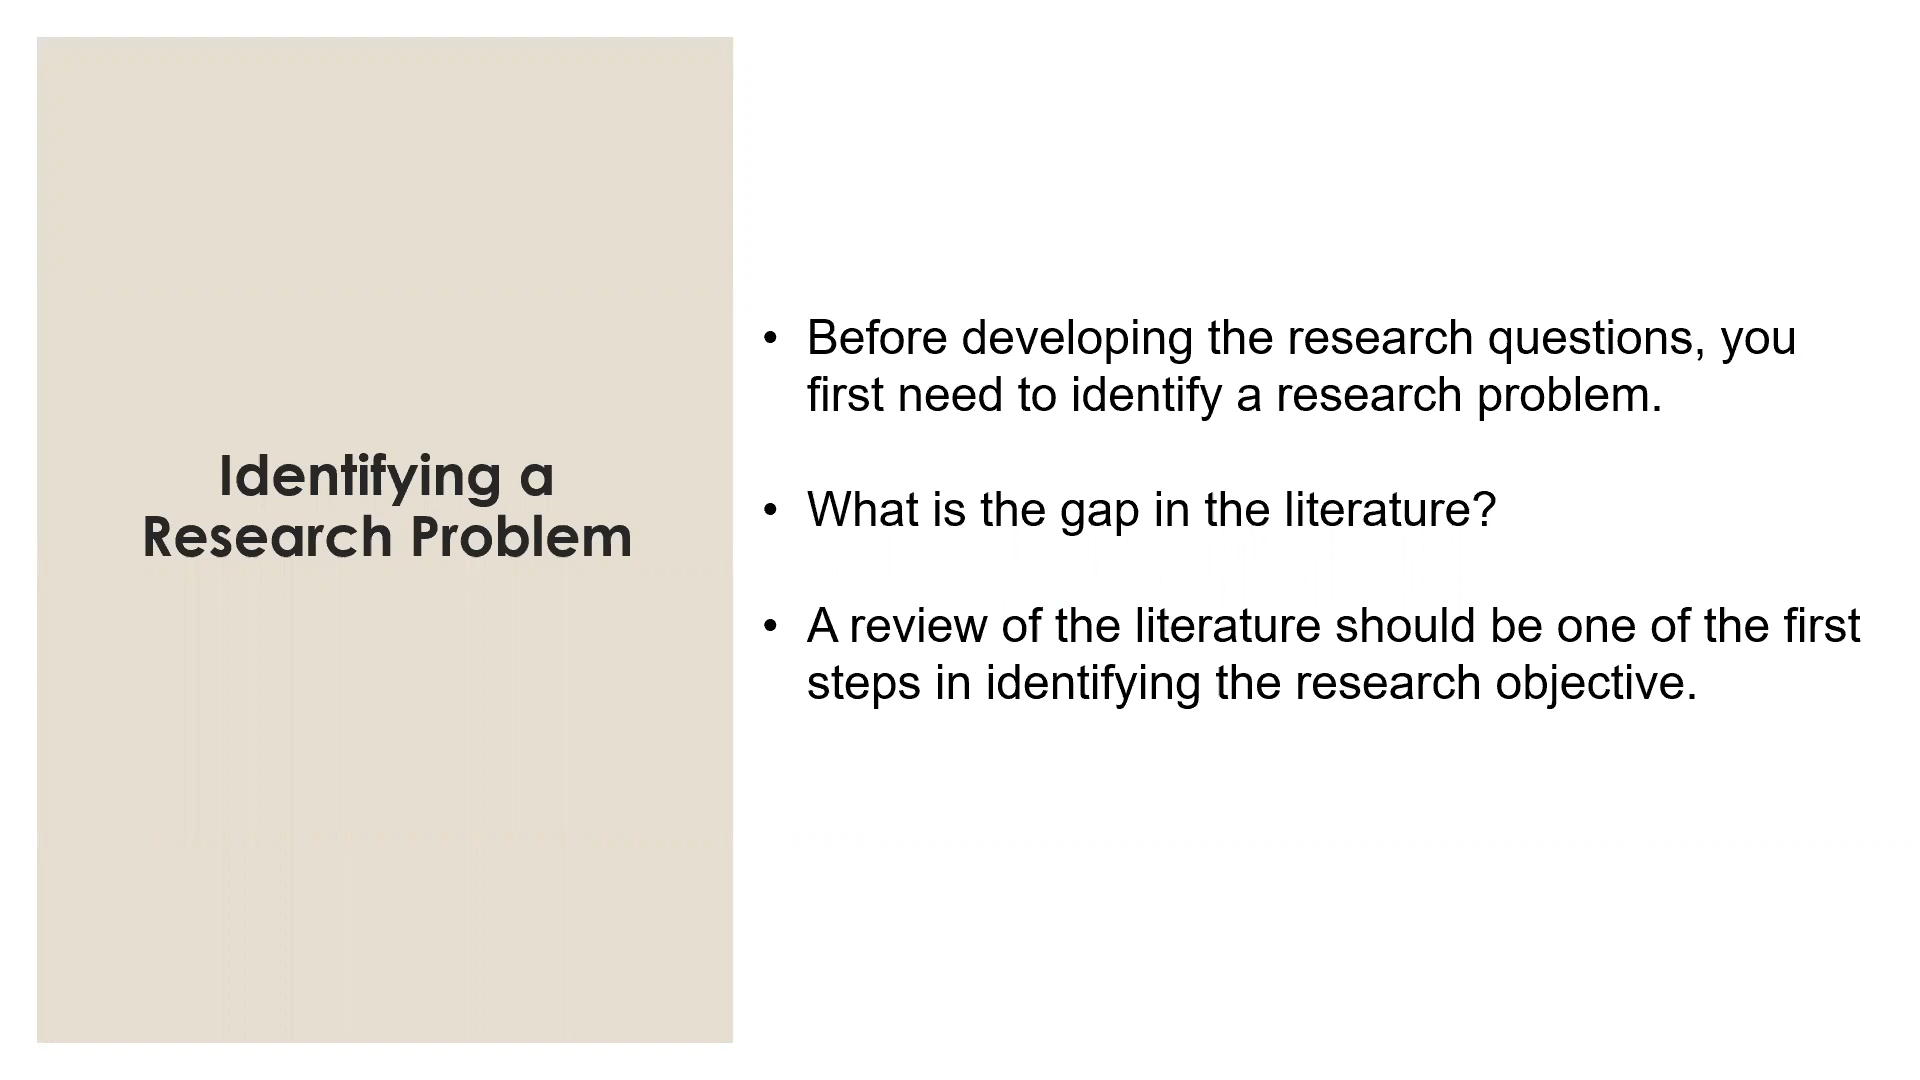 Identifying a
Research Problem
• Before developing the research questions, you
first need to identify a research problem.
• What is the gap in the literature?
• A review of the literature should be one of the first
steps in identifying the research objective.